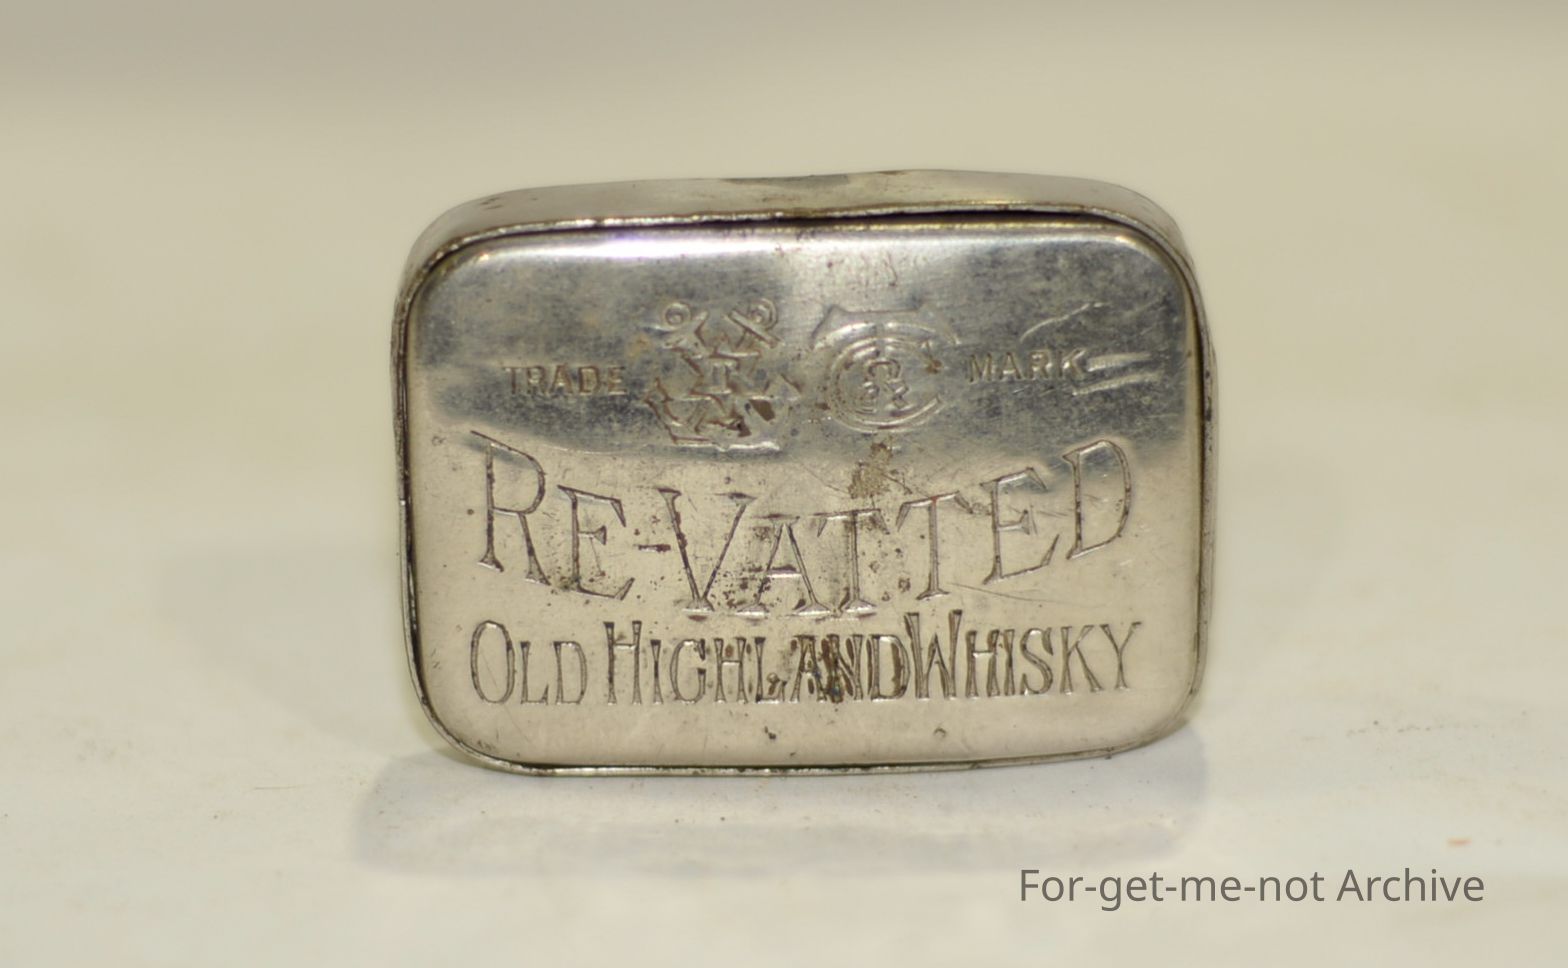 TRADE MARK
RE-VATTED
OLD HIGHLAND WHISKY
For-get-me-not Archive